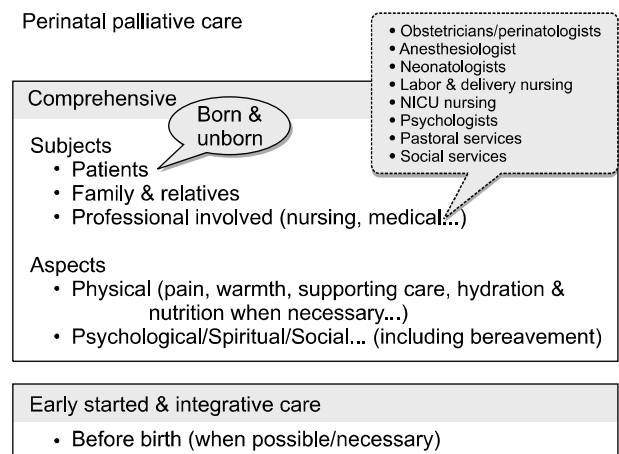 Perinatal palliative care
• Obstetricians/perinatologists
• Anesthesiologist
• Neonatologists
• Labor & delivery nursing
• NICU nursing
• Psychologists
• Pastoral services
• Social services
Comprehensive
Born &
unborn
Subjects
• Patients
• Family & relatives
• Professional involved (nursing, medical...)
Aspects
• Physical (pain, warmth, supporting care, hydration &
nutrition when necessary...)
• Psychological/Spiritual/Social... (including bereavement)
Early started & integrative care
• Before birth (when possible/necessary)